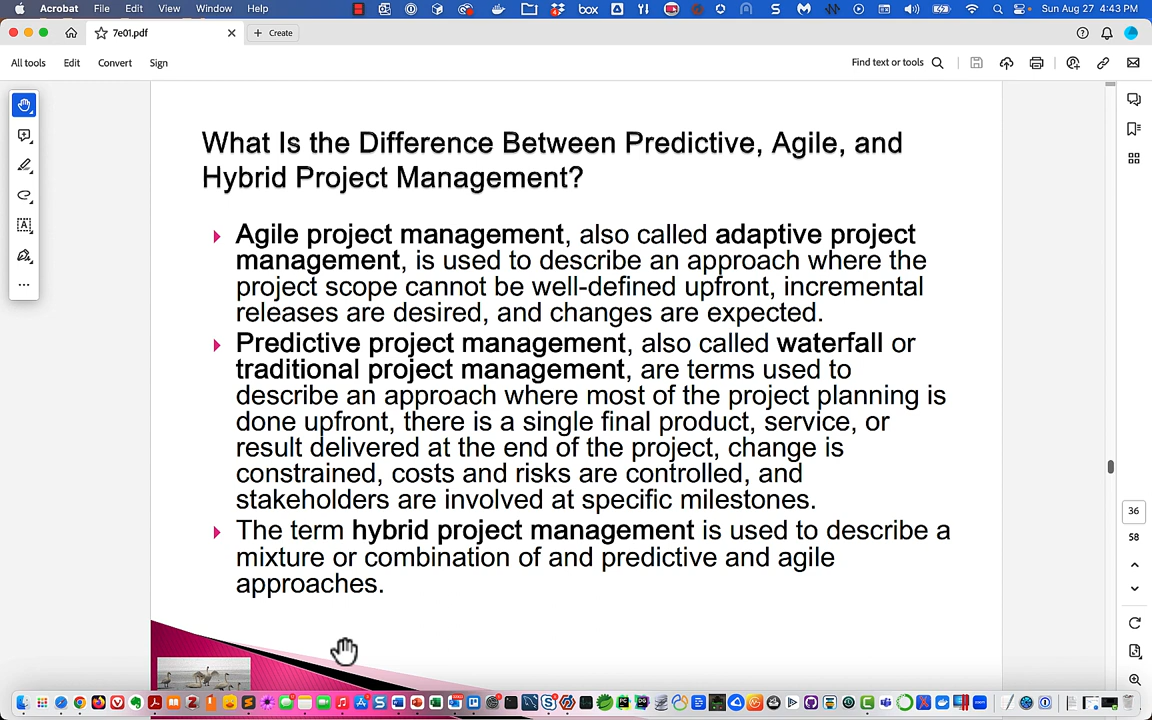 Acrobat File Edit View Window Help box Sun Aug 27 4:43 PM
7e01.pdf Create
All tools Edit Convert Sign Find text or tools
What Is the Difference Between Predictive, Agile, and
Hybrid Project Management?
Agile project management, also called adaptive project
management, is used to describe an approach where the
project scope cannot be well-defined upfront, incremental
releases are desired, and changes are expected.
Predictive project management, also called waterfall or
traditional project management, are terms used to
describe an approach where most of the project planning is
done upfront, there is a single final product, service, or
result delivered at the end of the project, change is
constrained, costs and risks are controlled, and
stakeholders are involved at specific milestones.
The term hybrid project management is used to describe a
mixture or combination of and predictive and agile
approaches.
36
58